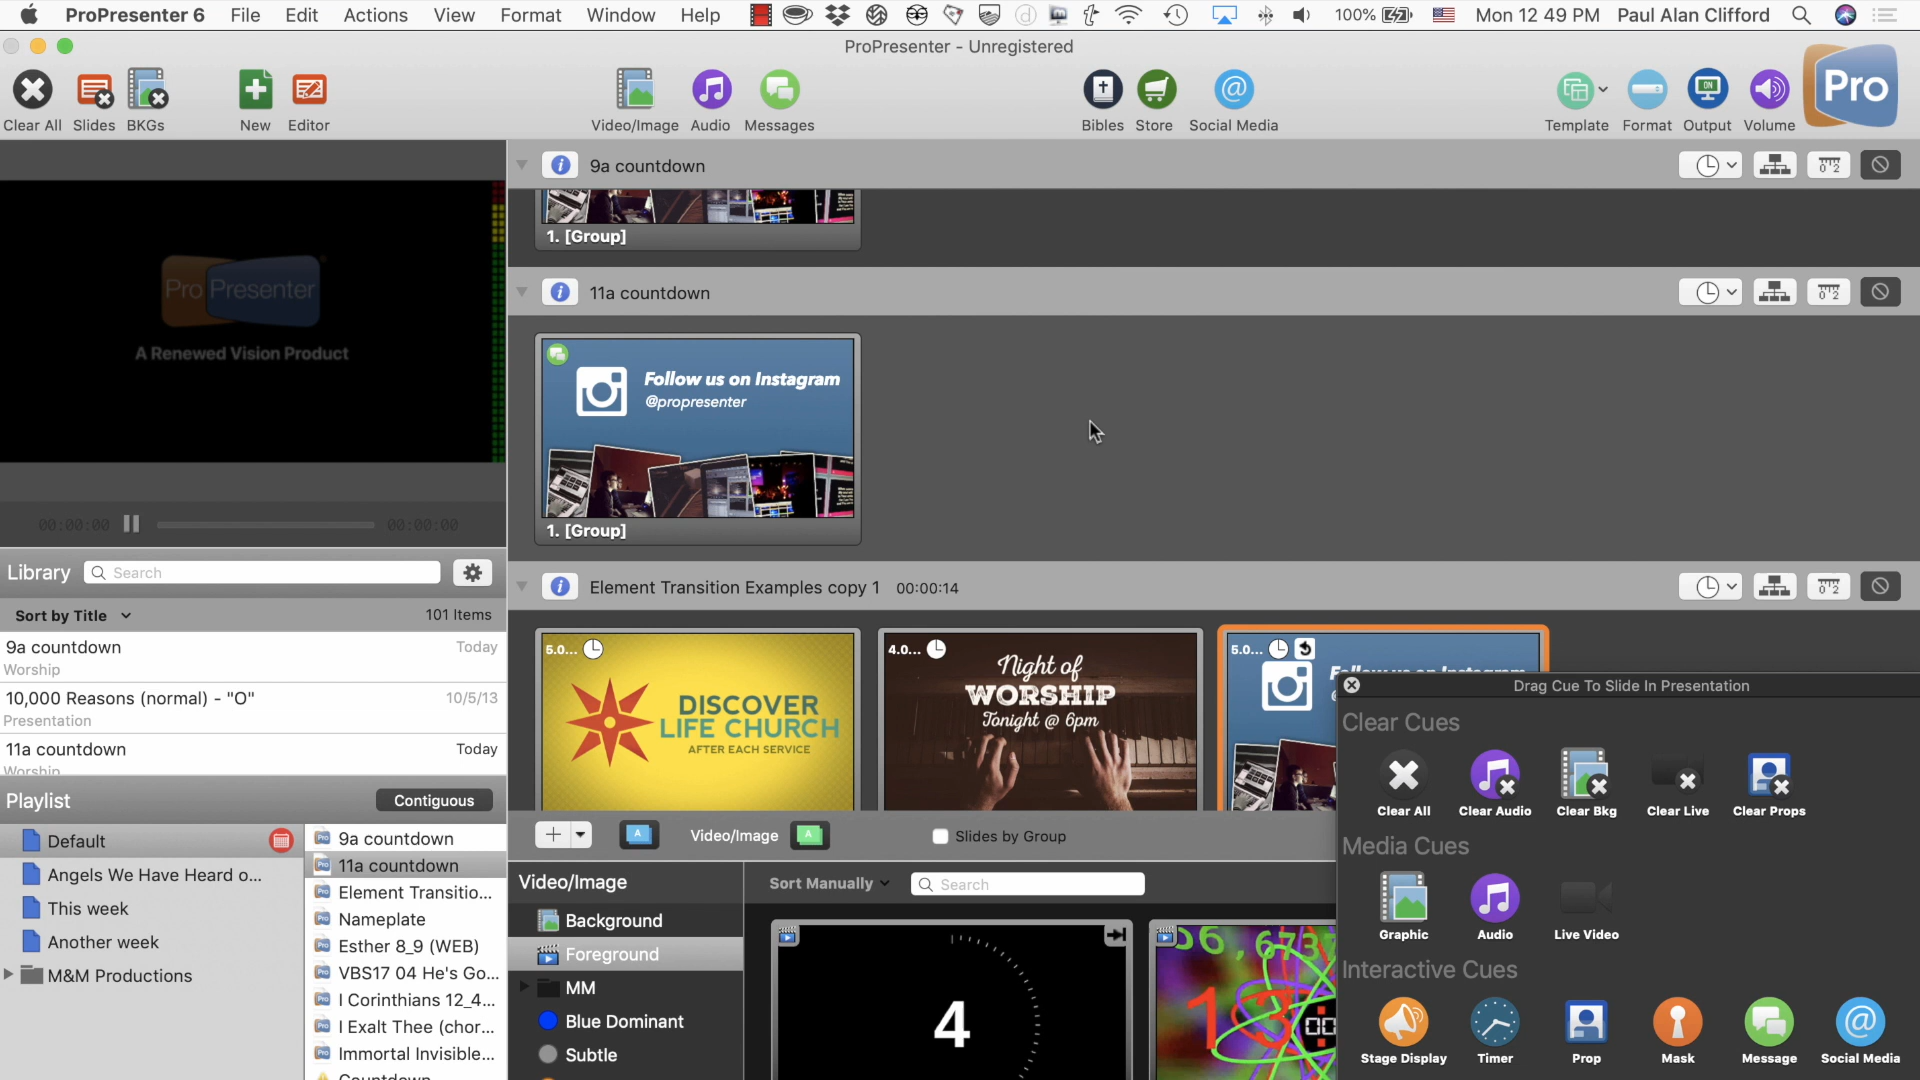 ProPresenter 6 File Edit Actions View Format Window Help 100% Mon 12 49 PM Paul Alan Clifford
ProPresenter - Unregistered
Clear All Slides BKGs New Editor Video/Image Audio Messages Bibles Store Social Media Template Format Output Volume
ON
Pro
9a countdown
1. [Group]
11a countdown
Follow us on Instagram
@propresenter
1. [Group]
ProPresenter
A Renewed Vision Product
00:00:00 00:00:00
Library Search
Sort by Title 101 Items
9a countdown Today
Worship
10,000 Reasons (normal) - "O" 10/5/13
Presentation
11a countdown Today
Worship
Playlist Contiguous
Default
Angels We Have Heard o...
This week
Another week
M&M Productions
9a countdown
11a countdown
Element Transitio...
Nameplate
Esther 8_9 (WEB)
VBS17 04 He's Go...
I Corinthians 12_4...
I Exalt Thee (chor...
Immortal Invisible...
Countdown
Element Transition Examples copy 1 00:00:14
5.0...
DISCOVER
LIFE CHURCH
AFTER EACH SERVICE
4.0...
Night of
WORSHIP
Tonight @ 6pm
5.0...
Follow us on Instagram
Video/Image Slides by Group
Video/Image
Background
Foreground
MM
Blue Dominant
Subtle
Sort Manually Search
4
Drag Cue To Slide In Presentation
Clear Cues
Clear All Clear Audio Clear Bkg Clear Live Clear Props
Media Cues
Graphic Audio Live Video
Interactive Cues
Stage Display Timer Prop Mask Message Social Media